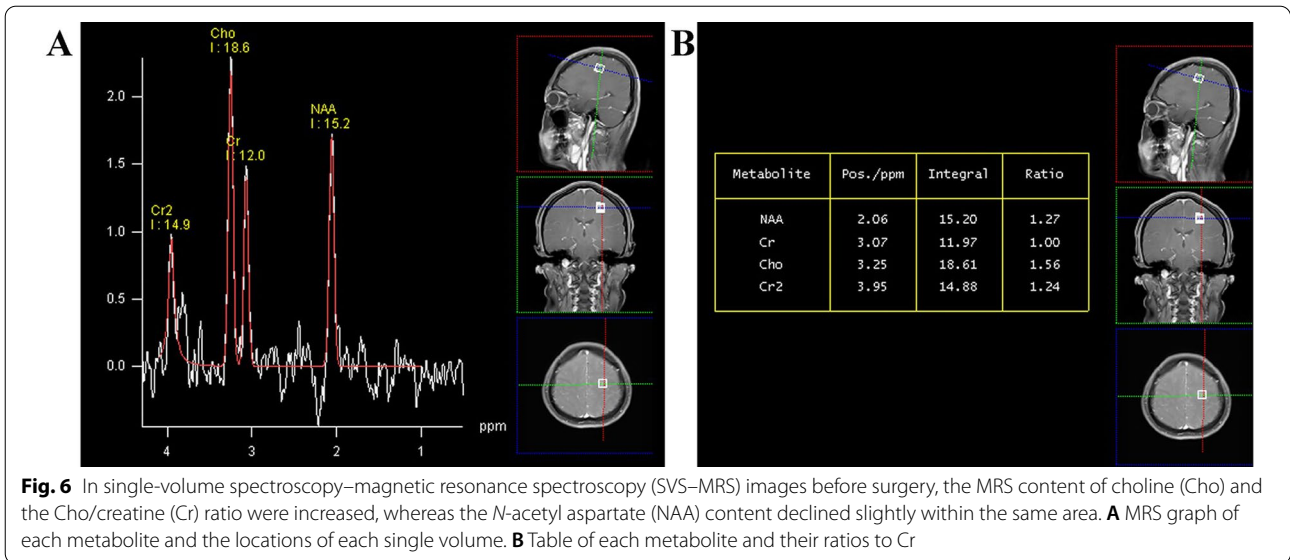 A
Cho
I : 18.6
NAA
I : 15.2
Cr
I : 12.0
Cr2
I : 14.9
2.0
1.5
1.0
0.5
0.0
4 3 2 1
ppm
B
Metabolite Pos./ppm Integral Ratio
NAA 2.06 15.20 1.27
Cr 3.07 11.97 1.00
Cho 3.25 18.61 1.56
Cr2 3.95 14.88 1.24
Fig. 6 In single-volume spectroscopy–magnetic resonance spectroscopy (SVS–MRS) images before surgery, the MRS content of choline (Cho) and
the Cho/creatine (Cr) ratio were increased, whereas the N-acetyl aspartate (NAA) content declined slightly within the same area. A MRS graph of
each metabolite and the locations of each single volume. B Table of each metabolite and their ratios to Cr